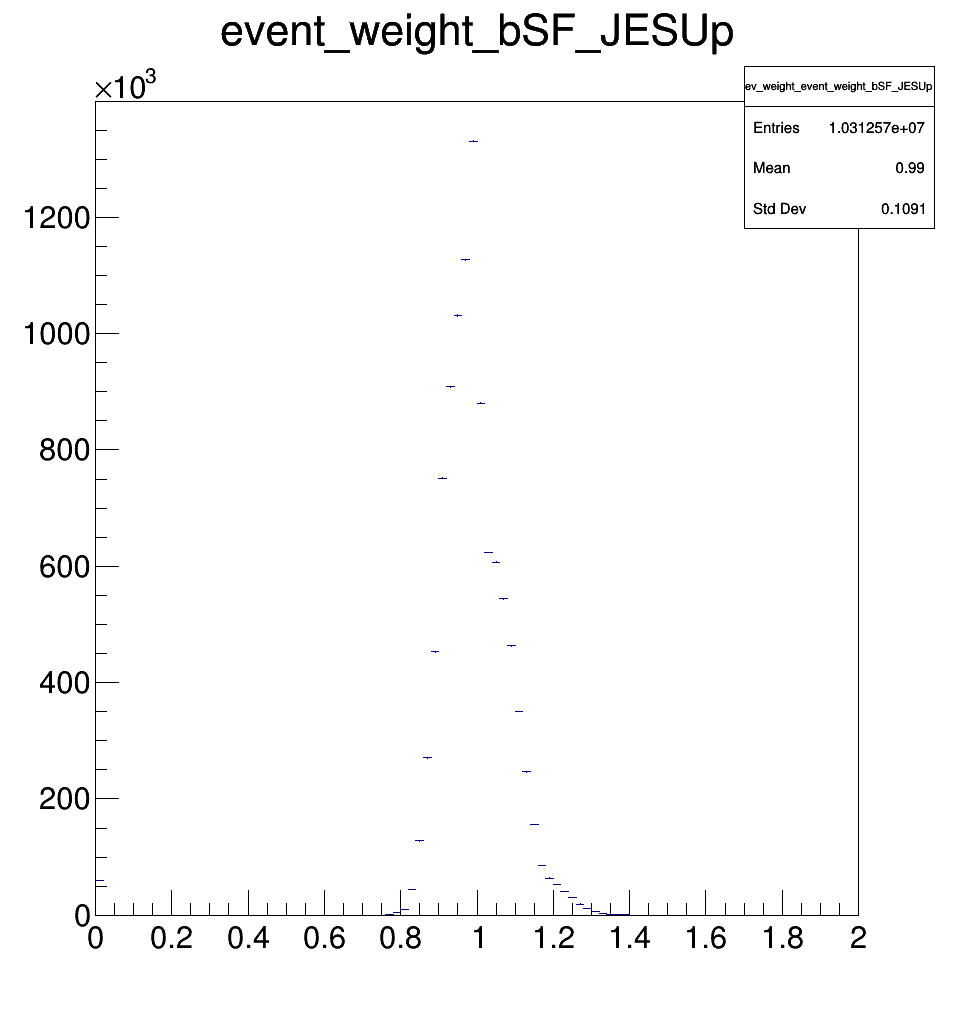 event_weight_bSF_JESUp
×10³
ev_weight_event_weight_bSF_JESUp
Entries 1.031257e+07
Mean 0.99
Std Dev 0.1091
1200
1000
800
600
400
200
0
0 0.2 0.4 0.6 0.8 1 1.2 1.4 1.6 1.8 2